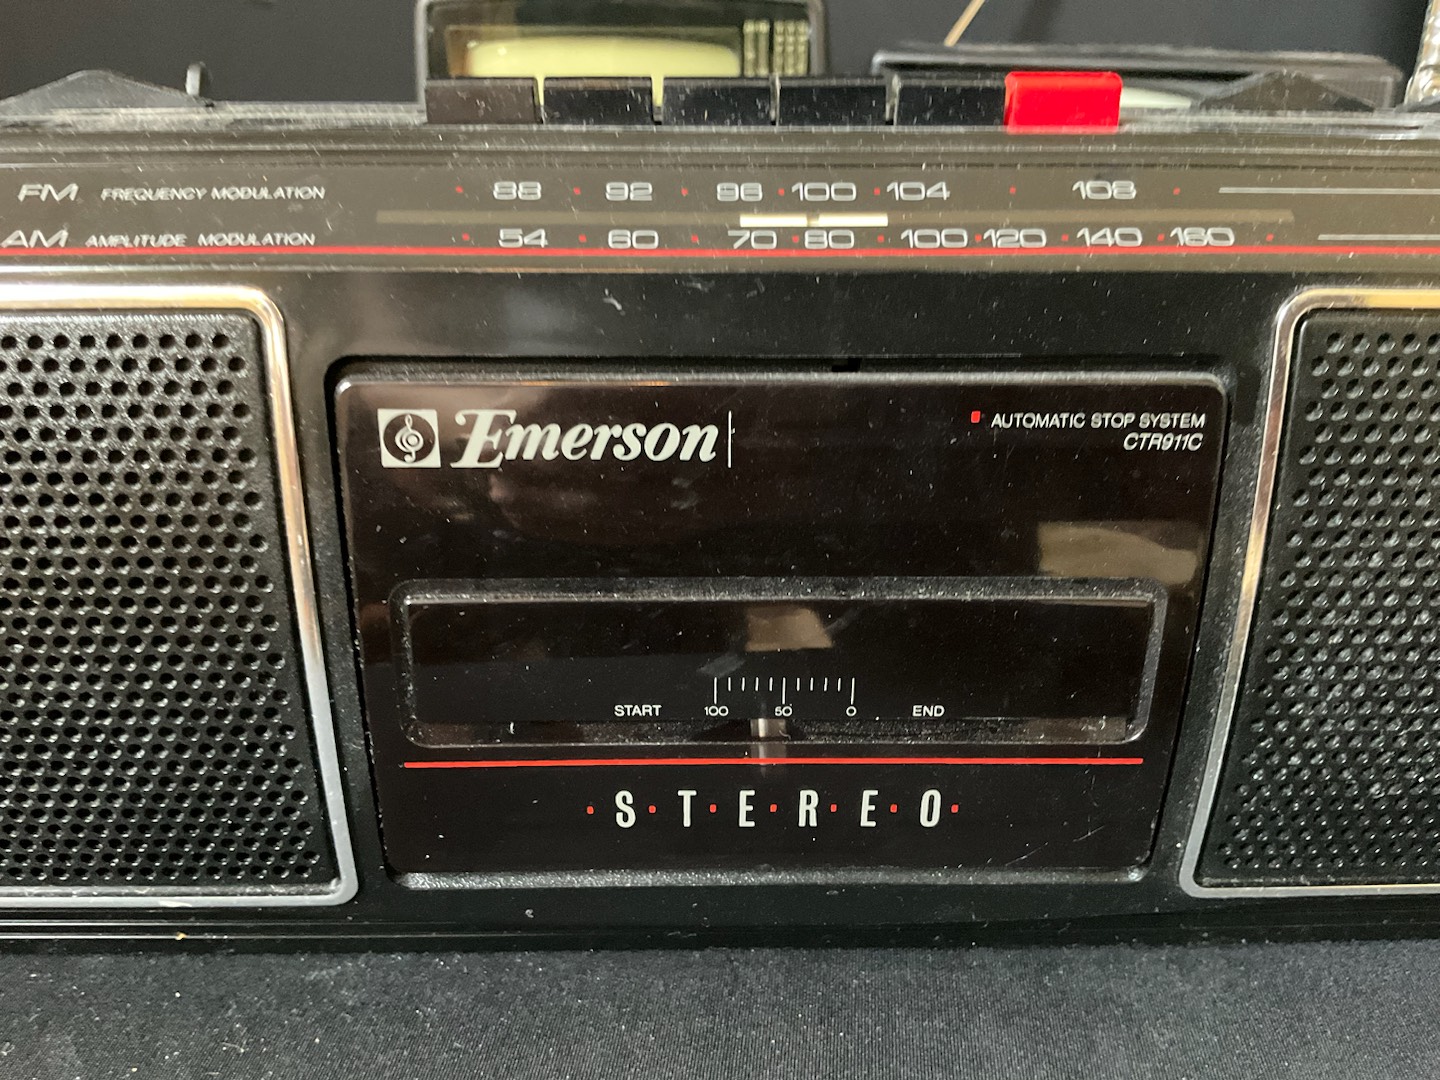 FM FREQUENCY MODULATION 88 92 96 100 104 108
AM AMPLITUDE MODULATION 54 60 70 80 100 120 140 160
Emerson
AUTOMATIC STOP SYSTEM
CTR911C
START 100 50 0 END
STEREO